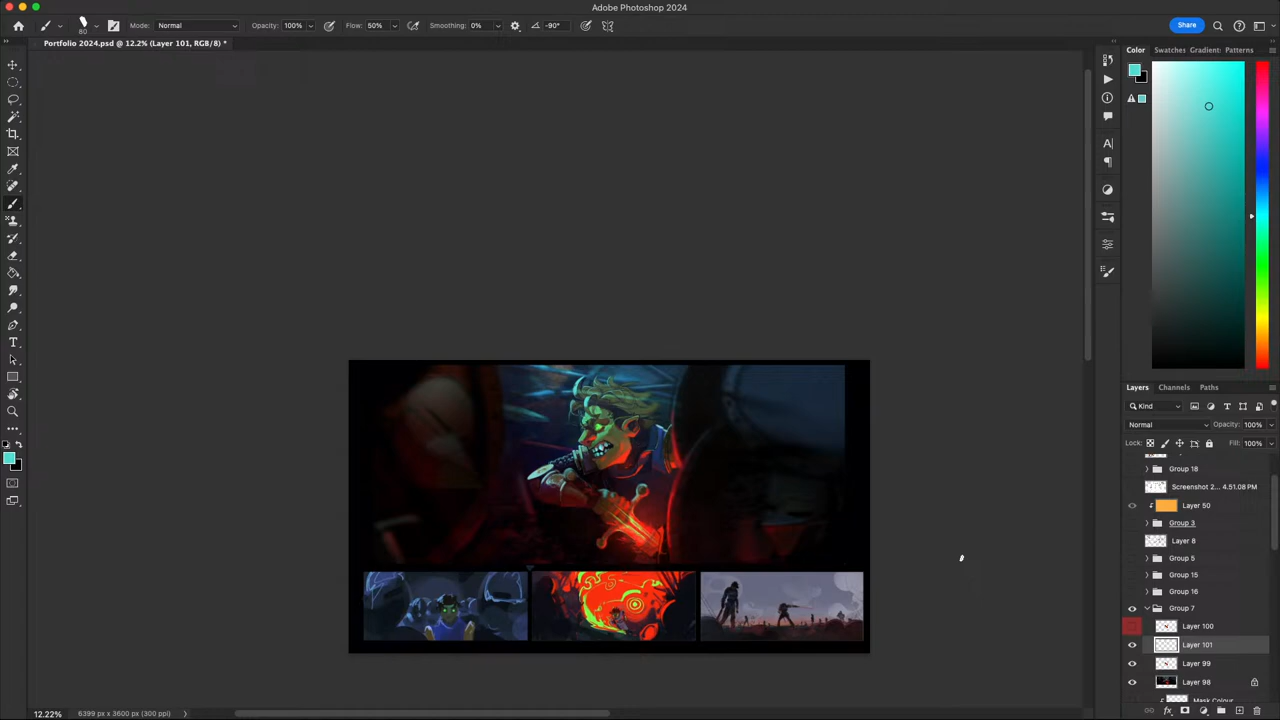 Adobe Photoshop 2024
80
Mode: Normal
Opacity: 100%
Flow: 50%
Smoothing: 0%
-90°
Share
Portfolio 2024.psd @ 12.2% (Layer 101, RGB/8) *
Color
Swatches
Gradient:
Patterns
Layers
Channels
Paths
Kind
Normal
Opacity: 100%
Lock:
Fill: 100%
Group 18
Screenshot 2... 4.51.08 PM
Layer 50
Group 3
Layer 8
Group 5
Group 15
Group 16
Group 7
Layer 100
Layer 101
Layer 99
Layer 98
Mask Colour
12.22%
6399 px x 3600 px (300 ppi)